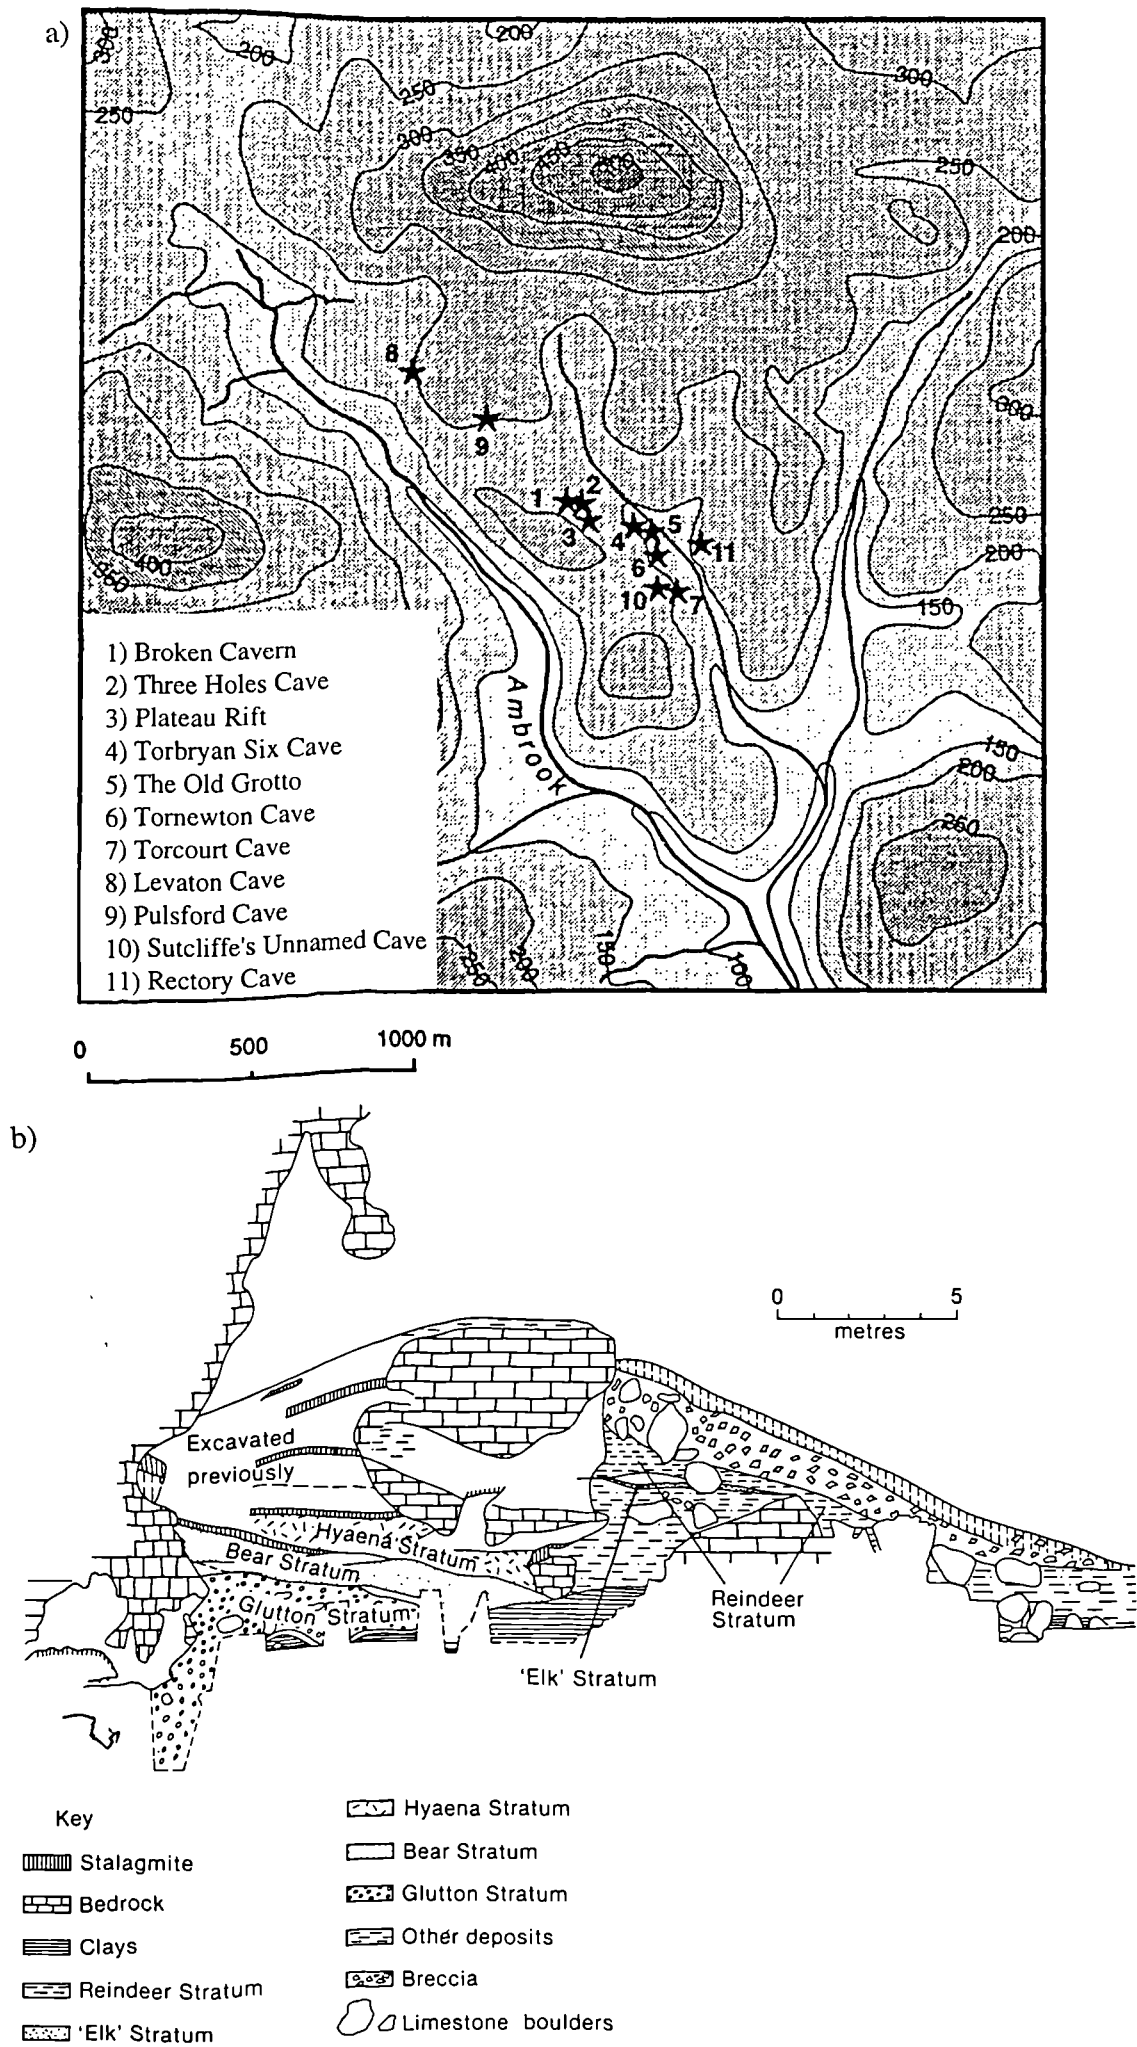 a)
300
200
200
250
250
300
300
350
400
450
500
250
200
8
9
300
1
2
3
4
5
6
7
10
11
250
200
400
350
150
Ambrook
150
200
250
350
200
150
100
1) Broken Cavern
2) Three Holes Cave
3) Plateau Rift
4) Torbryan Six Cave
5) The Old Grotto
6) Tornewton Cave
7) Torcourt Cave
8) Levaton Cave
9) Pulsford Cave
10) Sutcliffe's Unnamed Cave
11) Rectory Cave
0 500 1000 m
b)
0 5
metres
Excavated
previously
Hyaena Stratum
Bear Stratum
Glutton Stratum
Reindeer
Stratum
'Elk' Stratum
Key
Stalagmite
Bedrock
Clays
Reindeer Stratum
'Elk' Stratum
Hyaena Stratum
Bear Stratum
Glutton Stratum
Other deposits
Breccia
Limestone boulders